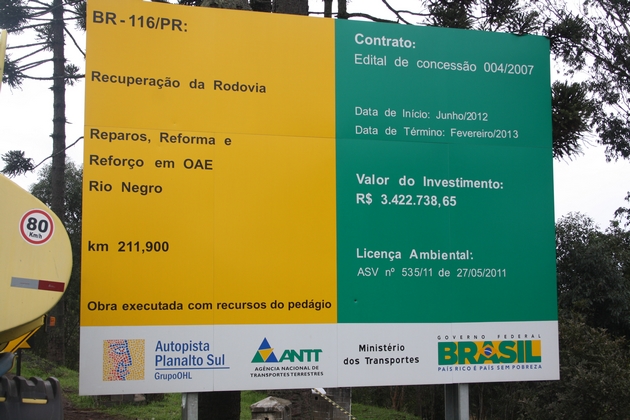 BR-116/PR:
Recuperação da Rodovia
Reparos, Reforma e
Reforço em OAE
Rio Negro
km 211,900
Obra executada com recursos do pedágio
Contrato:
Edital de concessão 004/2007
Data de Início: Junho/2012
Data de Término: Fevereiro/2013
Valor do Investimento:
R$ 3.422.738,65
Licença Ambiental:
ASV nº 535/11 de 27/05/2011
Autopista
Planalto Sul
GrupoOHL
ANTT
AGÊNCIA NACIONAL DE
TRANSPORTES TERRESTRES
Ministério
dos Transportes
GOVERNO FEDERAL
BRASIL
PAÍS RICO É PAÍS SEM POBREZA
80
Km/h